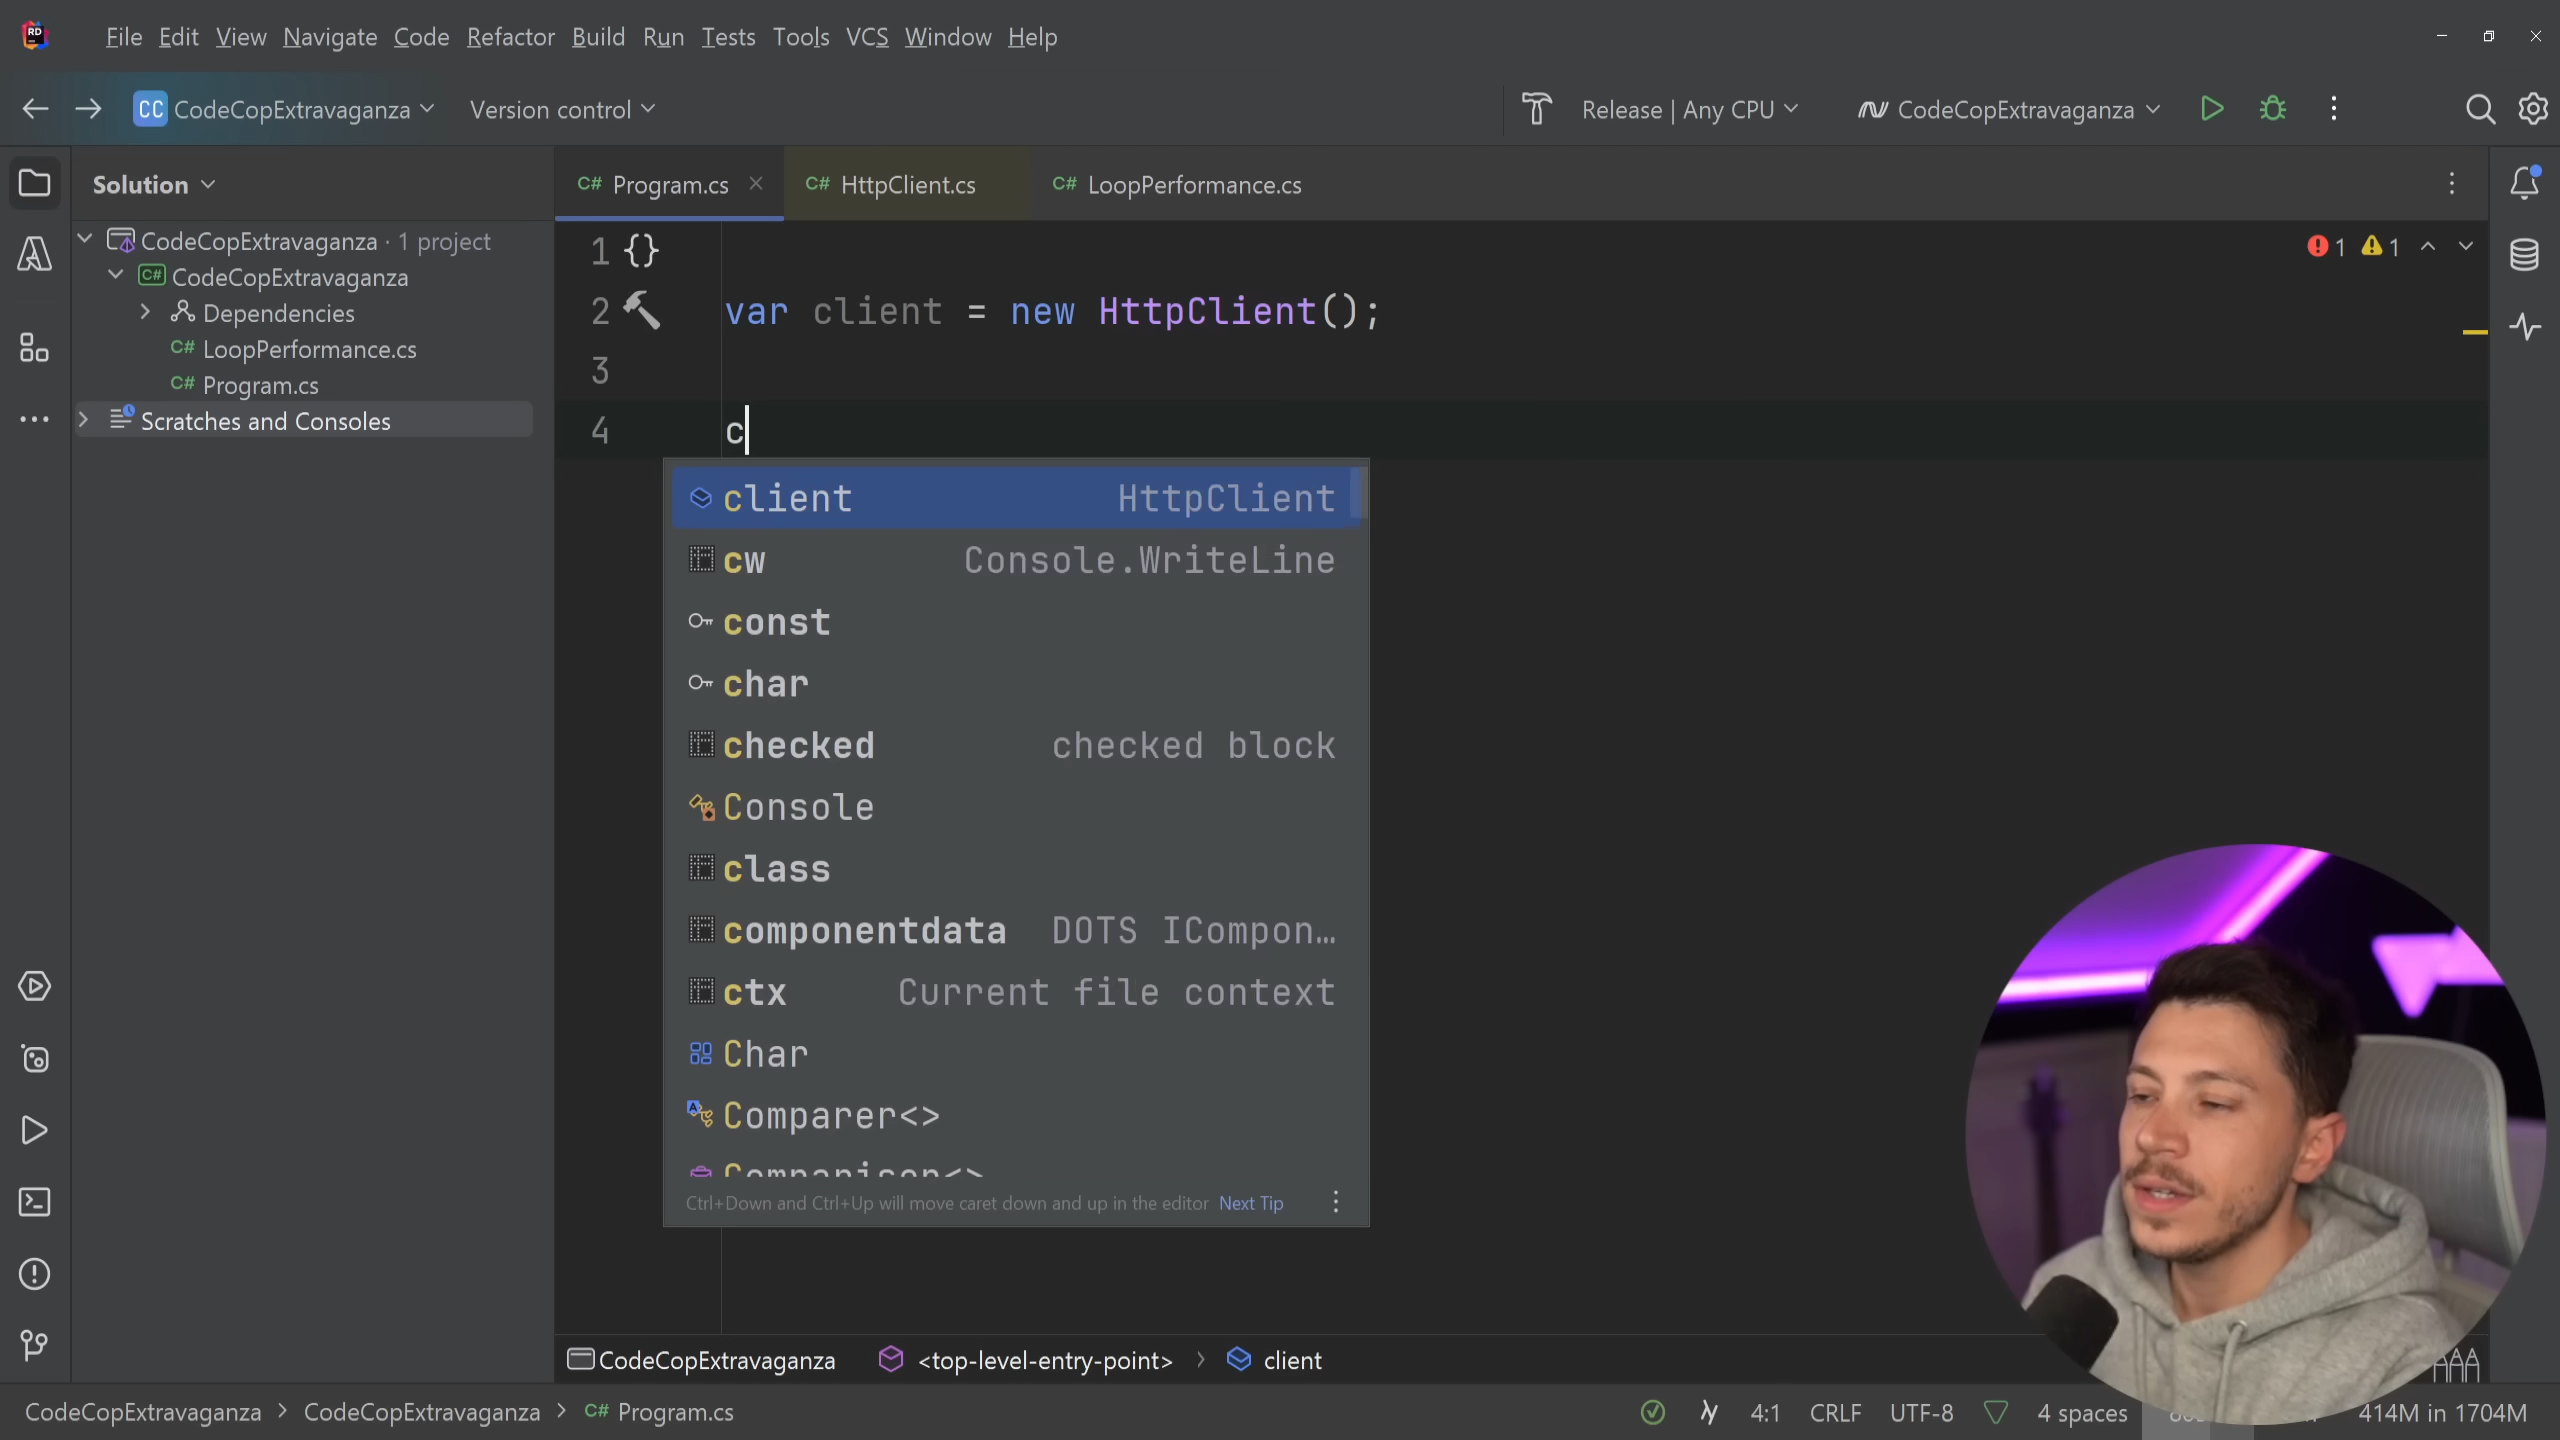 RD File Edit View Navigate Code Refactor Build Run Tests Tools VCS Window Help
CC CodeCopExtravaganza Version control Release | Any CPU CodeCopExtravaganza
Solution
C# Program.cs C# HttpClient.cs C# LoopPerformance.cs
CodeCopExtravaganza · 1 project
C# CodeCopExtravaganza
Dependencies
C# LoopPerformance.cs
C# Program.cs
Scratches and Consoles
1 {}
1 1
2 var client = new HttpClient();
3
4 c
client HttpClient
cw Console.WriteLine
const
char
checked checked block
Console
class
componentdata DOTS ICompon…
ctx Current file context
Char
Comparer<>
Comparison<>
Ctrl+Down and Ctrl+Up will move caret down and up in the editor Next Tip
CodeCopExtravaganza <top-level-entry-point> › client
CodeCopExtravaganza › CodeCopExtravaganza › C# Program.cs 4:1 CRLF UTF-8 4 spaces 414M in 1704M